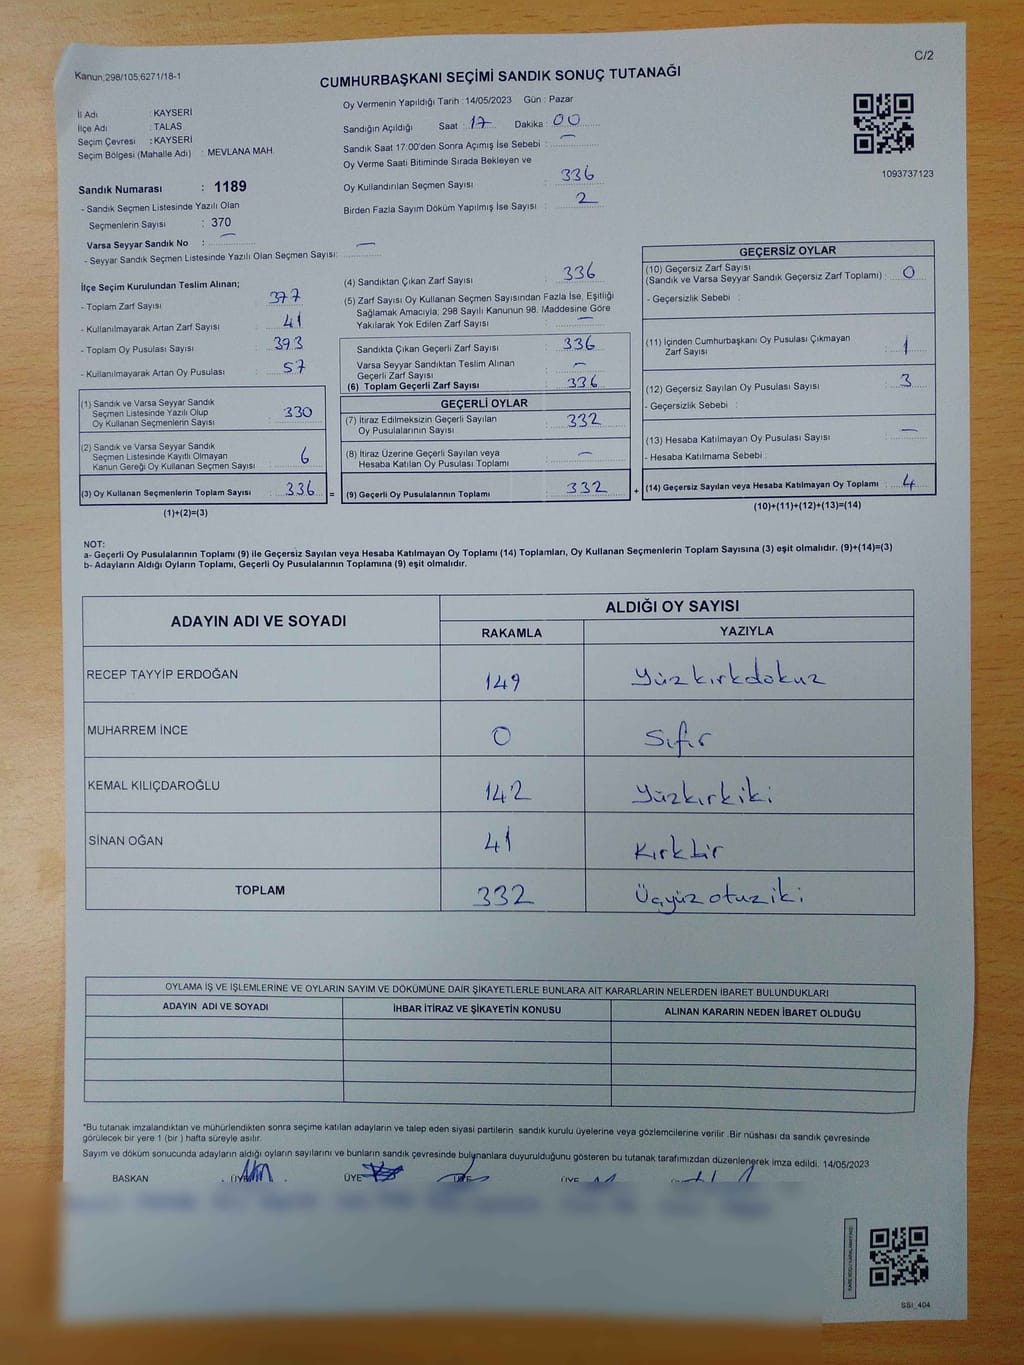 Kanun;298/105;6271/18-1
C/2
CUMHURBAŞKANI SEÇİMİ SANDIK SONUÇ TUTANAĞI
İl Adı : KAYSERİ
İlçe Adı : TALAS
Seçim Çevresi : KAYSERİ
Seçim Bölgesi (Mahalle Adı) : MEVLANA MAH.
Sandık Numarası : 1189
- Sandık Seçmen Listesinde Yazılı Olan
Seçmenlerin Sayısı : 370
Varsa Seyyar Sandık No : —
- Seyyar Sandık Seçmen Listesinde Yazılı Olan Seçmen Sayısı: —
Oy Vermenin Yapıldığı Tarih : 14/05/2023 Gün : Pazar
Sandığın Açıldığı Saat : 17 Dakika : 00
Sandık Saat 17:00'den Sonra Açımış İse Sebebi : —
Oy Verme Saati Bitiminde Sırada Bekleyen ve
Oy Kullandırılan Seçmen Sayısı : 336
Birden Fazla Sayım Döküm Yapılmış İse Sayısı : 2
1093737123
İlçe Seçim Kurulundan Teslim Alınan;
- Toplam Zarf Sayısı : 377
- Kullanılmayarak Artan Zarf Sayısı : 41
- Toplam Oy Pusulası Sayısı : 393
- Kullanılmayarak Artan Oy Pusulası : 57
(1) Sandık ve Varsa Seyyar Sandık
Seçmen Listesinde Yazılı Olup
Oy Kullanan Seçmenlerin Sayısı : 330
(2) Sandık ve Varsa Seyyar Sandık
Seçmen Listesinde Kayıtlı Olmayan
Kanun Gereği Oy Kullanan Seçmen Sayısı : 6
(3) Oy Kullanan Seçmenlerin Toplam Sayısı : 336 =
(1)+(2)=(3)
(4) Sandıktan Çıkan Zarf Sayısı : 336
(5) Zarf Sayısı Oy Kullanan Seçmen Sayısından Fazla İse, Eşitliği
Sağlamak Amacıyla; 298 Sayılı Kanunun 98. Maddesine Göre
Yakılarak Yok Edilen Zarf Sayısı : —
Sandıkta Çıkan Geçerli Zarf Sayısı : 336
Varsa Seyyar Sandıktan Teslim Alınan
Geçerli Zarf Sayısı : —
(6) Toplam Geçerli Zarf Sayısı : 336
GEÇERLİ OYLAR
(7) İtiraz Edilmeksizin Geçerli Sayılan
Oy Pusulalarının Sayısı : 332
(8) İtiraz Üzerine Geçerli Sayılan veya
Hesaba Katılan Oy Pusulası Toplamı : —
(9) Geçerli Oy Pusulalarının Toplamı : 332 +
GEÇERSİZ OYLAR
(10) Geçersiz Zarf Sayısı
(Sandık ve Varsa Seyyar Sandık Geçersiz Zarf Toplamı) : 0
- Geçersizlik Sebebi :
(11) İçinden Cumhurbaşkanı Oy Pusulası Çıkmayan
Zarf Sayısı : 1
(12) Geçersiz Sayılan Oy Pusulası Sayısı : 3
- Geçersizlik Sebebi :
(13) Hesaba Katılmayan Oy Pusulası Sayısı : —
- Hesaba Katılmama Sebebi :
(14) Geçersiz Sayılan veya Hesaba Katılmayan Oy Toplamı : 4
(10)+(11)+(12)+(13)=(14)
NOT:
a- Geçerli Oy Pusulalarının Toplamı (9) ile Geçersiz Sayılan veya Hesaba Katılmayan Oy Toplamı (14) Toplamları, Oy Kullanan Seçmenlerin Toplam Sayısına (3) eşit olmalıdır. (9)+(14)=(3)
b- Adayların Aldığı Oyların Toplamı, Geçerli Oy Pusulalarının Toplamına (9) eşit olmalıdır.
ADAYIN ADI VE SOYADI ALDIĞI OY SAYISI
RAKAMLA YAZIYLA
RECEP TAYYİP ERDOĞAN 149 Yüzkırkdokuz
MUHARREM İNCE 0 Sıfır
KEMAL KILIÇDAROĞLU 142 Yüzkırkiki
SİNAN OĞAN 41 Kırkbir
TOPLAM 332 Üçyüzotuziki
OYLAMA İŞ VE İŞLEMLERİNE VE OYLARIN SAYIM VE DÖKÜMÜNE DAİR ŞİKAYETLERLE BUNLARA AİT KARARLARIN NELERDEN İBARET BULUNDUKLARI
ADAYIN ADI VE SOYADI İHBAR İTİRAZ VE ŞİKAYETİN KONUSU ALINAN KARARIN NEDEN İBARET OLDUĞU
*Bu tutanak imzalandıktan ve mühürlendikten sonra seçime katılan adayların ve talep eden siyasi partilerin sandık kurulu üyelerine veya gözlemcilerine verilir .Bir nüshası da sandık çevresinde
görülecek bir yere 1 (bir ) hafta süreyle asılır.
Sayım ve döküm sonucunda adayların aldığı oyların sayılarını ve bunların sandık çevresinde bulunanlara duyurulduğunu gösteren bu tutanak tarafımızdan düzenlenerek imza edildi. 14/05/2023
BAŞKAN ÜYE ÜYE ÜYE ÜYE
SSI_404